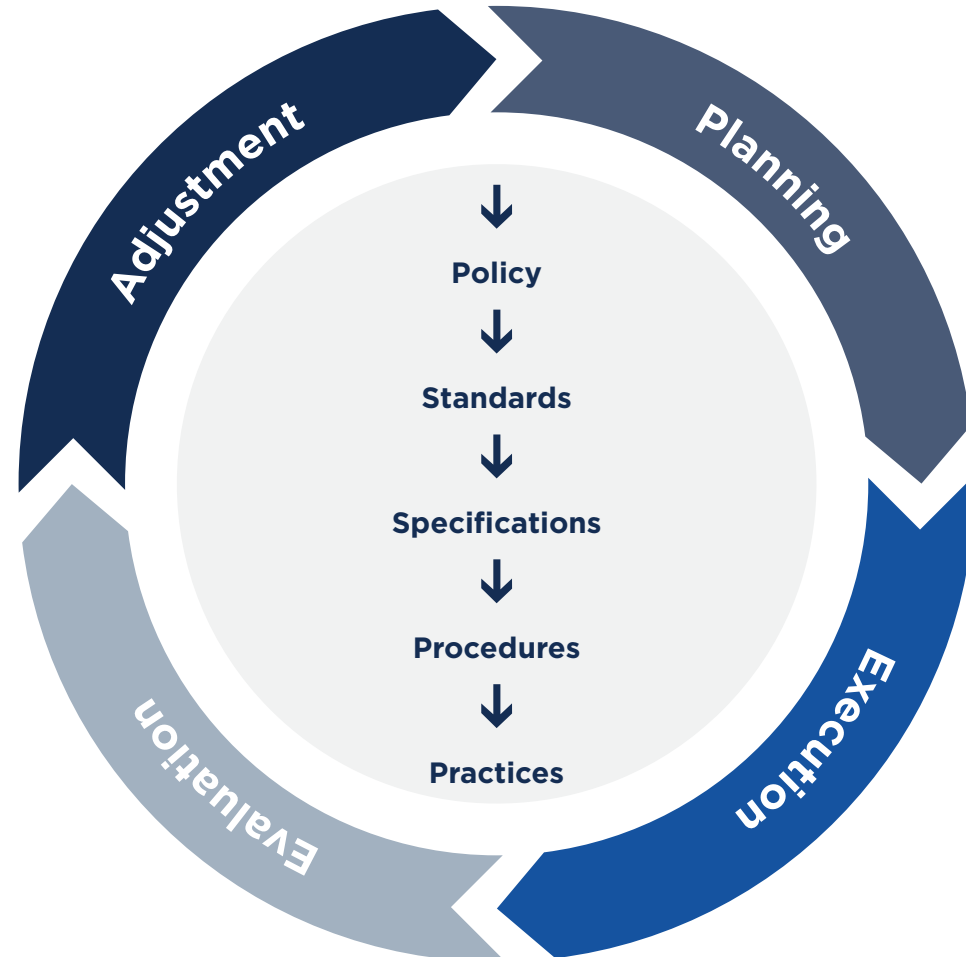 Adjustment
Planning
Policy
Standards
Specifications
Procedures
Practices
Execution
Evaluation